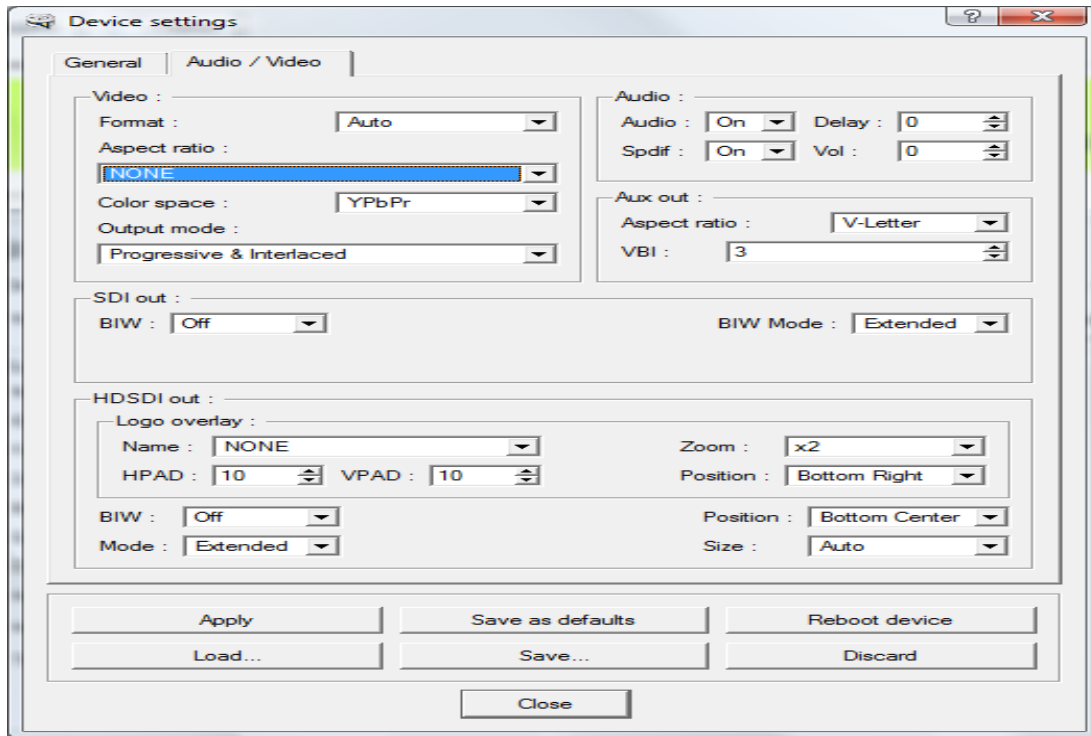 Device settings
General
Audio / Video
Video :
Format :
Auto
Aspect ratio :
NONE
Color space :
YPbPr
Output mode :
Progressive & Interlaced
Audio :
Audio : On Delay : 0
Spdif : On Vol : 0
Aux out :
Aspect ratio : V-Letter
VBI : 3
SDI out :
BIW : Off BIW Mode : Extended
HDSDI out :
Logo overlay :
Name : NONE Zoom : x2
HPAD : 10 VPAD : 10 Position : Bottom Right
BIW : Off Position : Bottom Center
Mode : Extended Size : Auto
Apply Save as defaults Reboot device
Load... Save... Discard
Close